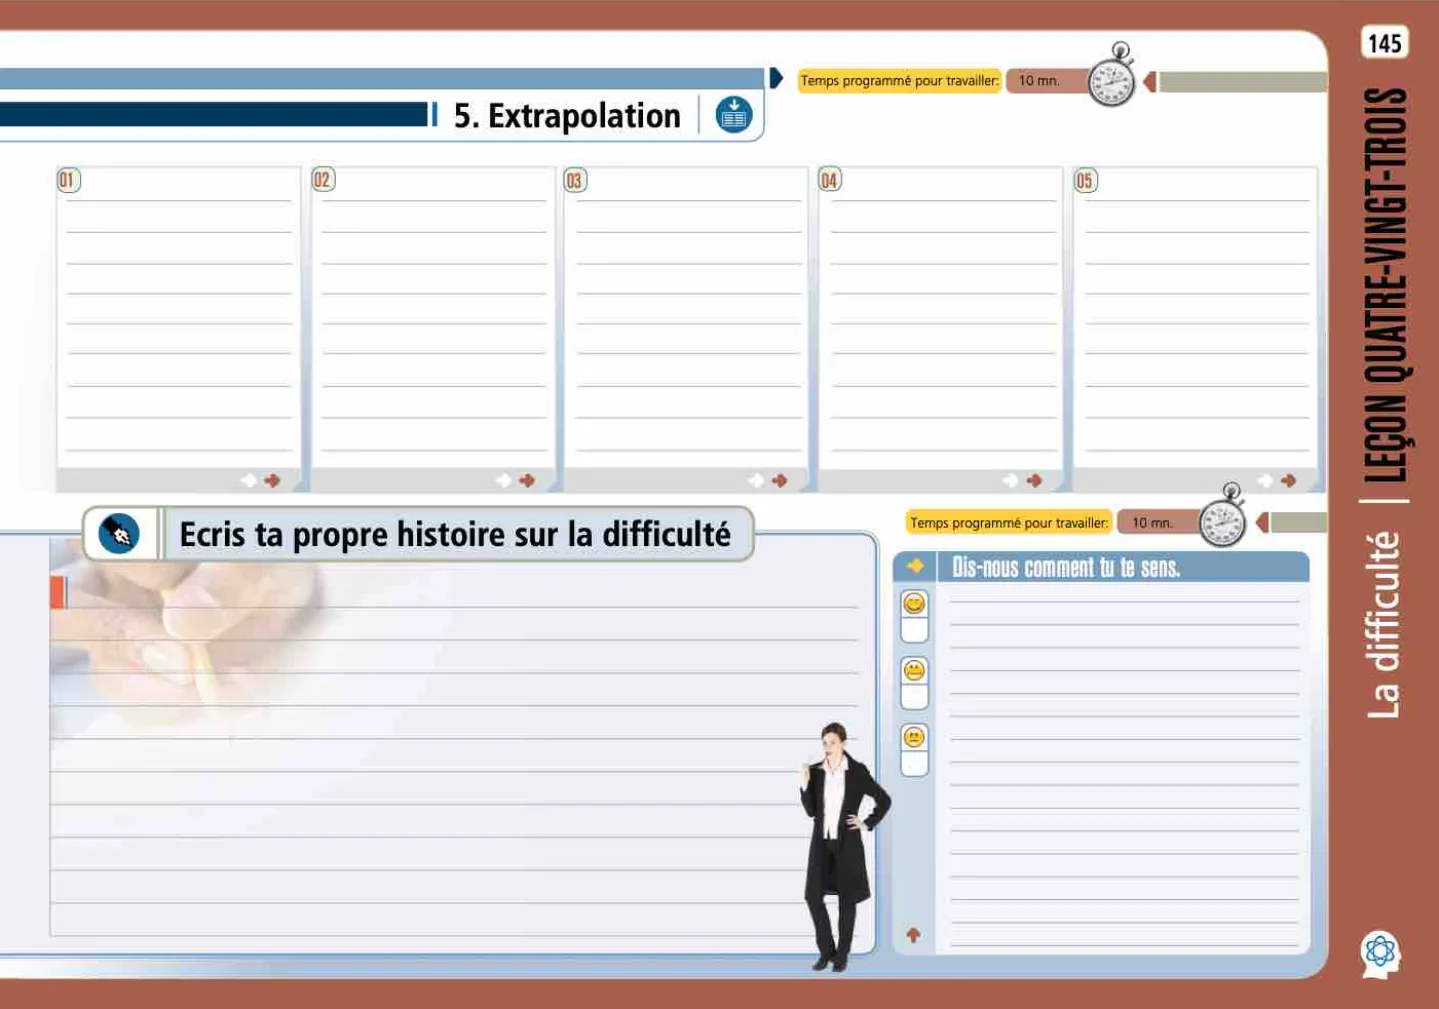 145
Temps programmé pour travailler:
10 mn.
5. Extrapolation
01
02
03
04
05
Ecris ta propre histoire sur la difficulté
Temps programmé pour travailler:
10 mn.
Dis-nous comment tu te sens.
LEÇON QUATRE-VINGT-TROIS
La difficulté